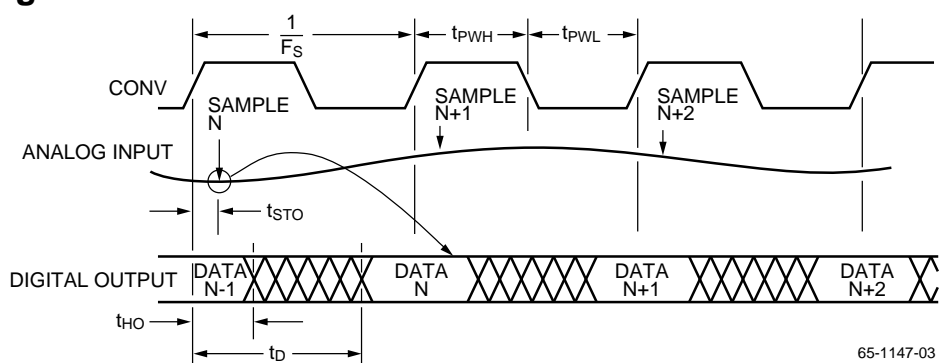 1
F_S
t_PWH
t_PWL
CONV
SAMPLE
N
SAMPLE
N+1
SAMPLE
N+2
ANALOG INPUT
t_STO
DIGITAL OUTPUT
DATA
N-1
DATA
N
DATA
N+1
DATA
N+2
t_HO
t_D
65-1147-03